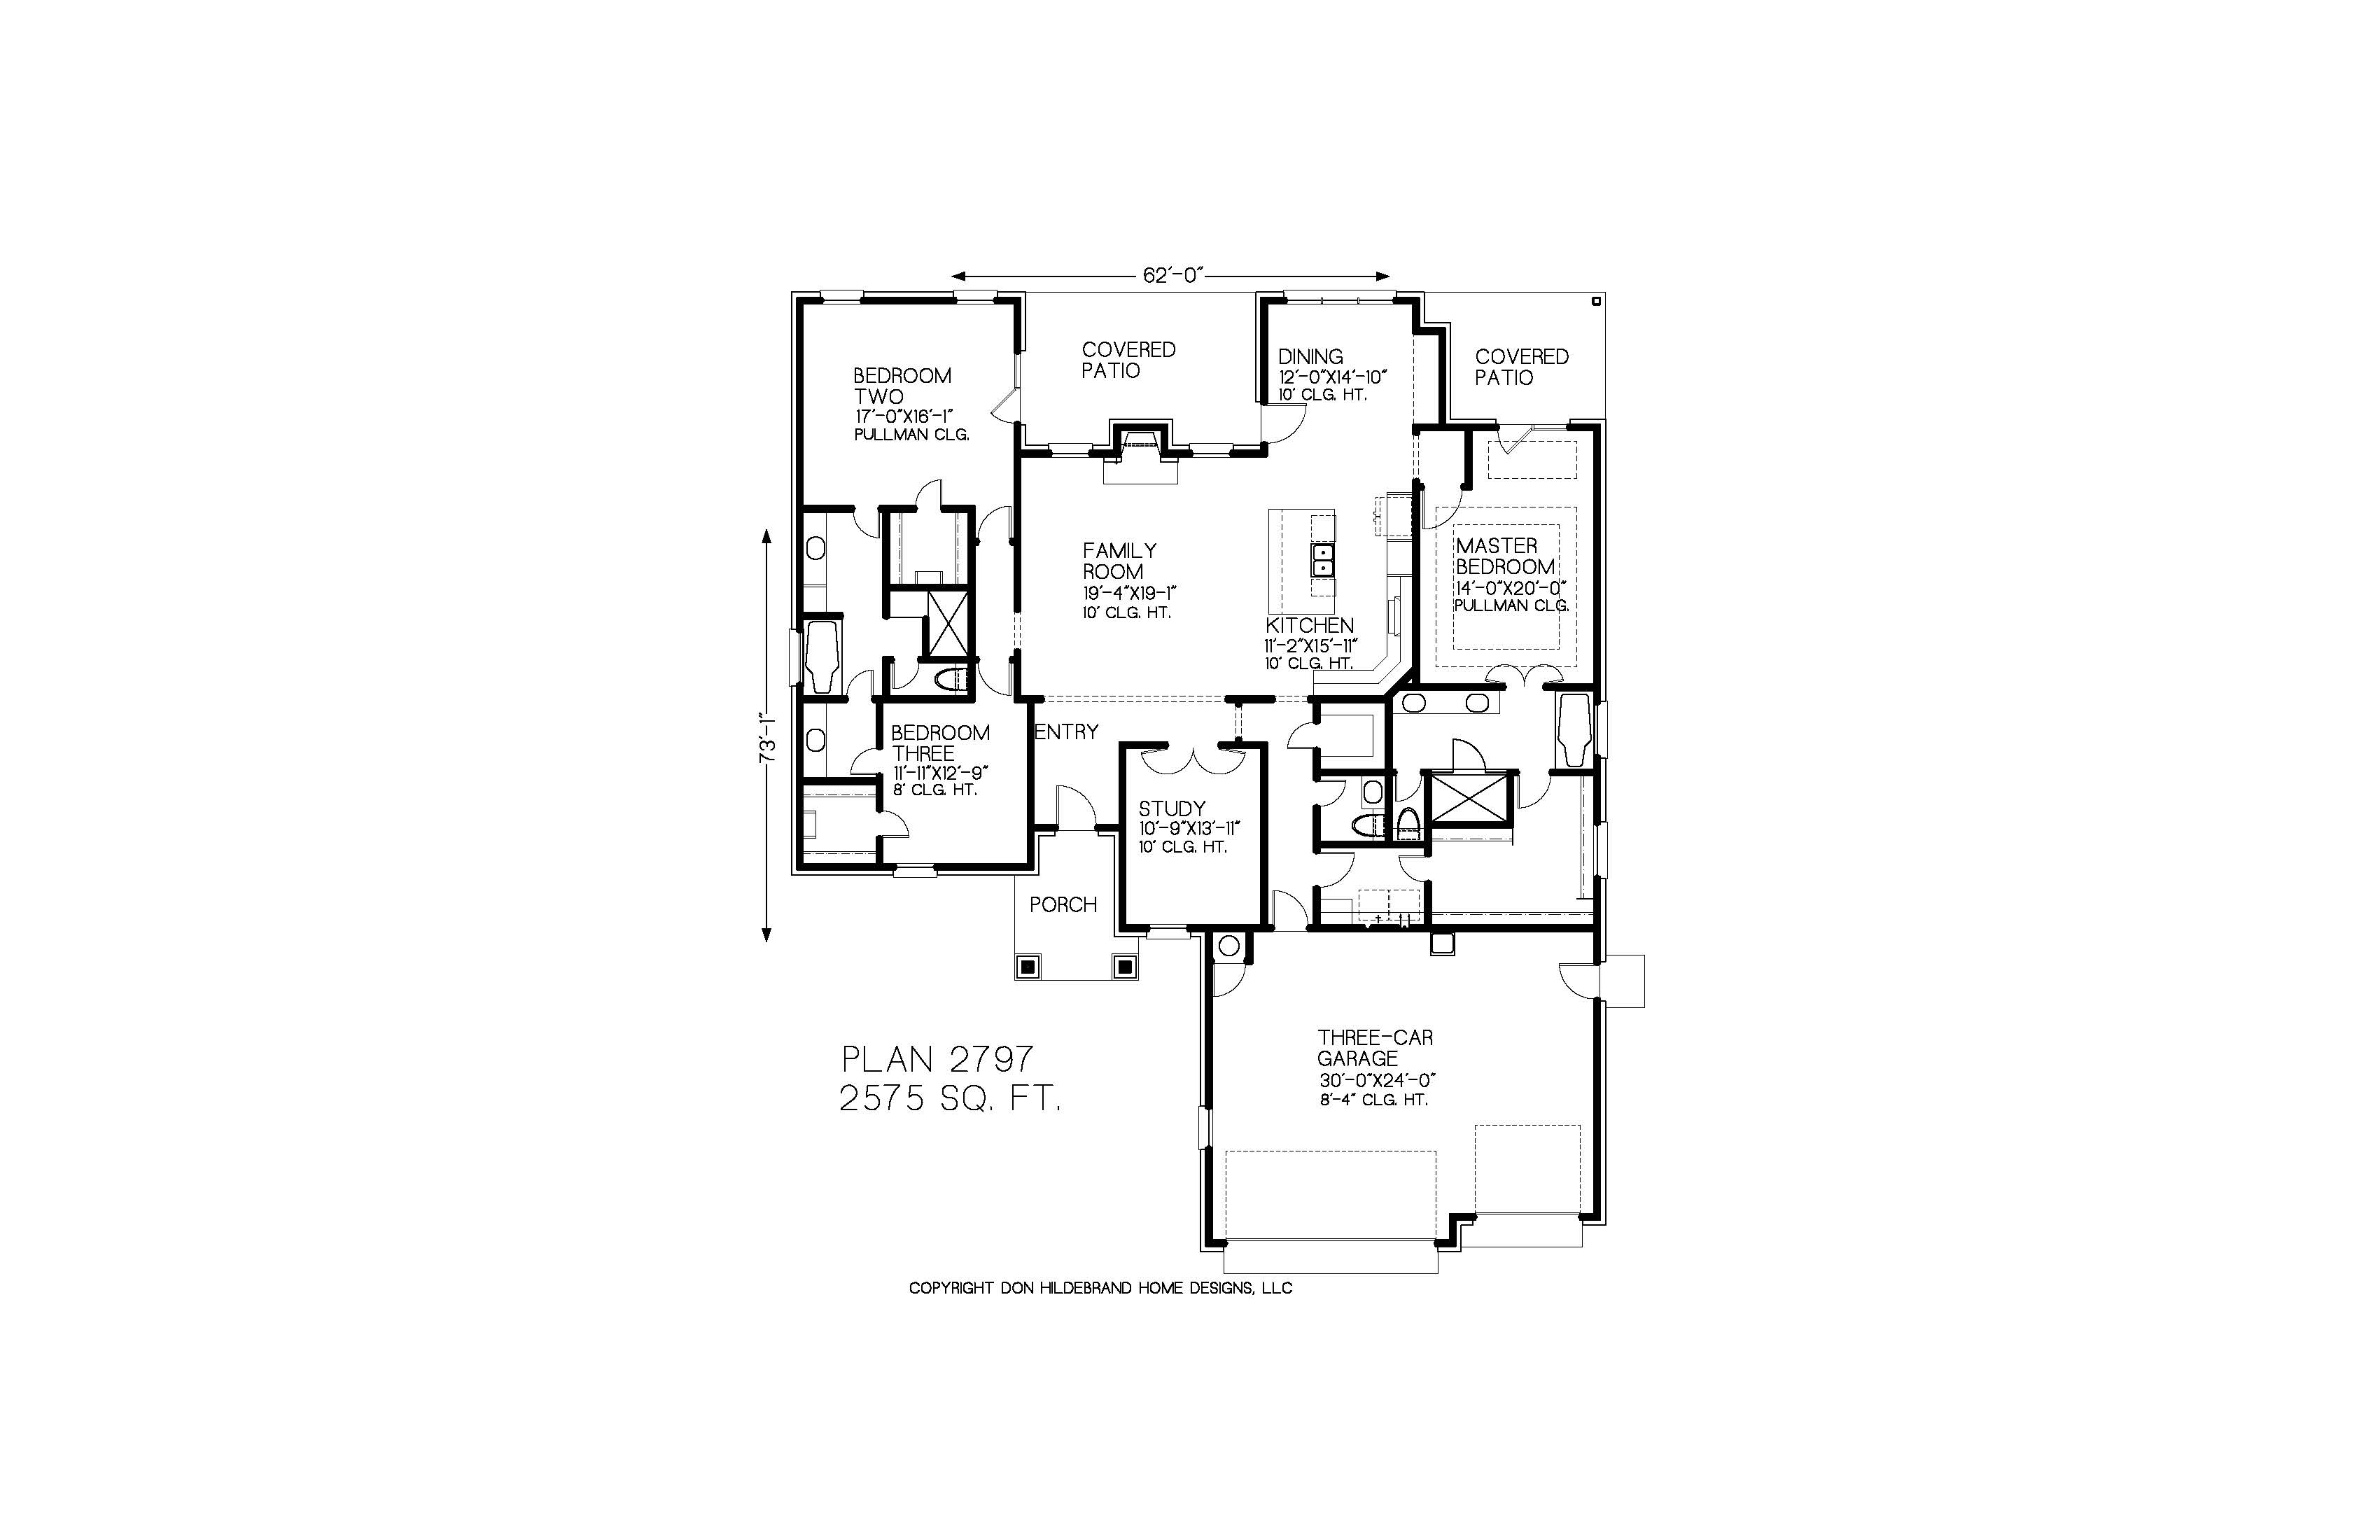 62'-0"
COVERED
PATIO
DINING
12'-0"X14'-10"
10' CLG. HT.
COVERED
PATIO
BEDROOM
TWO
17'-0"X16'-1"
PULLMAN CLG.
FAMILY
ROOM
19'-4"X19-1"
10' CLG. HT.
MASTER
BEDROOM
14'-0"X20'-0"
PULLMAN CLG.
KITCHEN
11'-2"X15'-11"
10' CLG. HT.
73'-1"
BEDROOM
THREE
11'-11"X12'-9"
8' CLG. HT.
ENTRY
STUDY
10'-9"X13'-11"
10' CLG. HT.
PORCH
THREE-CAR
GARAGE
30'-0"X24'-0"
8'-4" CLG. HT.
PLAN 2797
2575 SQ. FT.
COPYRIGHT DON HILDEBRAND HOME DESIGNS, LLC